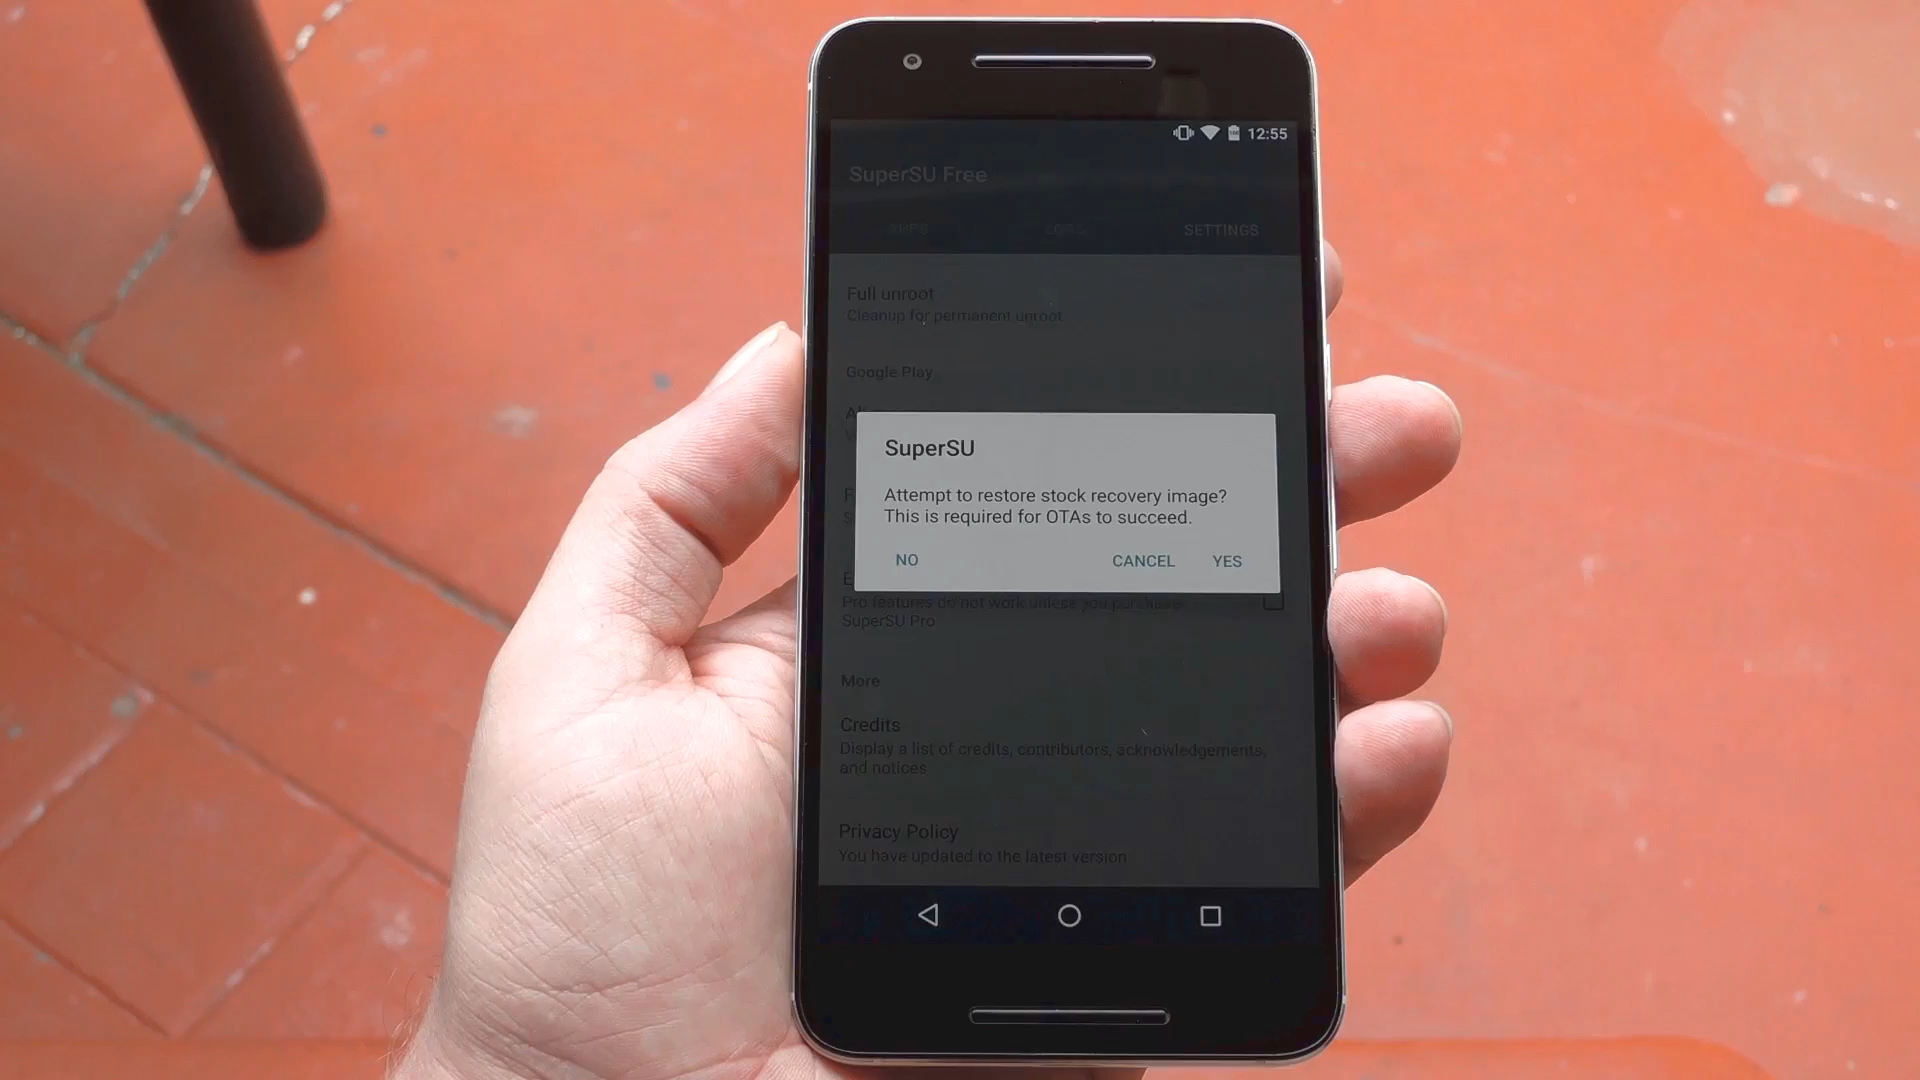 12:55
SuperSU Free
APPS LOGS SETTINGS
Full unroot
Cleanup for permanent unroot
Google Play
SuperSU
Attempt to restore stock recovery image?
This is required for OTAs to succeed.
NO CANCEL YES
Pro features do not work unless you purchase
SuperSU Pro
More
Credits
Display a list of credits, contributors, acknowledgements,
and notices
Privacy Policy
You have updated to the latest version